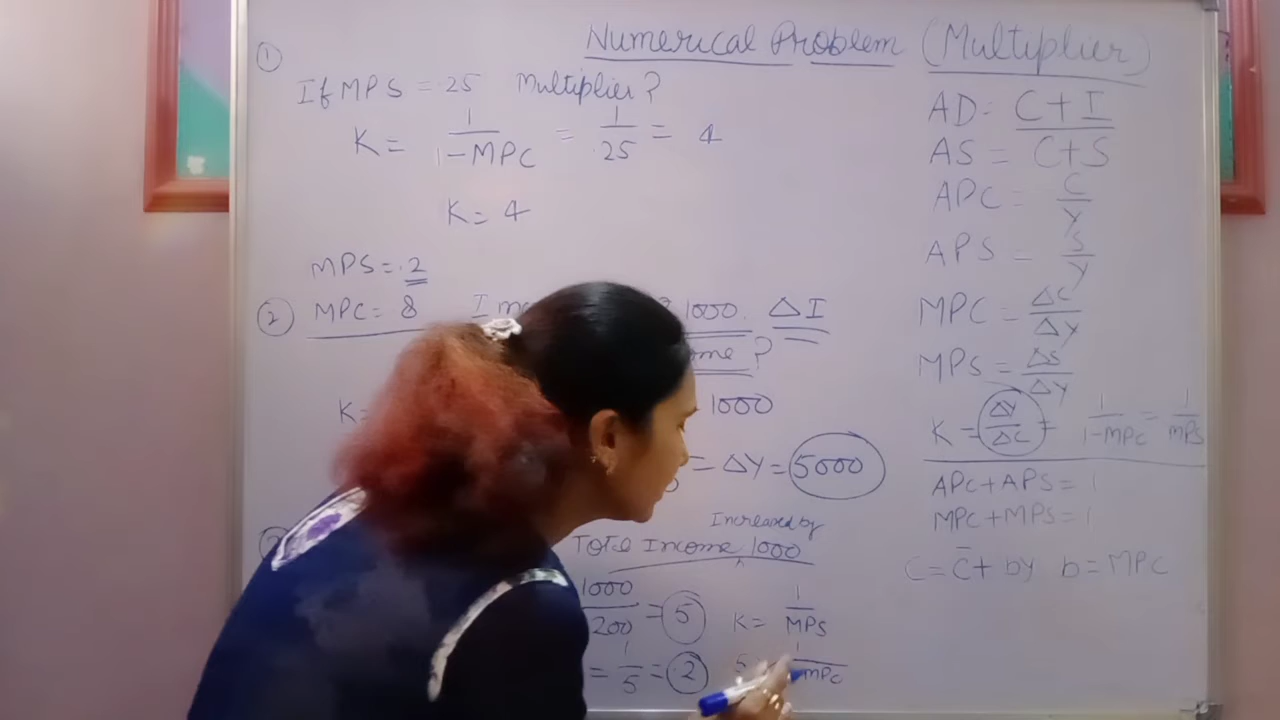 Numerical Problem (Multiplier)
①
If MPS = .25 Multiplier?
K = 1/1-MPC = 1/.25 = 4
K = 4
MPS = .2
② MPC = 8 I 1000. ΔI
?
K = 1000
= ΔY = 5000
Increased by
Total Income 1000
1000/200 = 5 K = 1/MPS
= 1/5 = .2 5 MPC
AD = C+I
AS = C+S
APC = C/Y
APS = S/Y
MPC = ΔC/ΔY
MPS = ΔS/ΔY
K = ΔY/ΔC = 1/1-MPC = 1/MPS
APC+APS = 1
MPC+MPS = 1
C = C̄ + by b = MPC